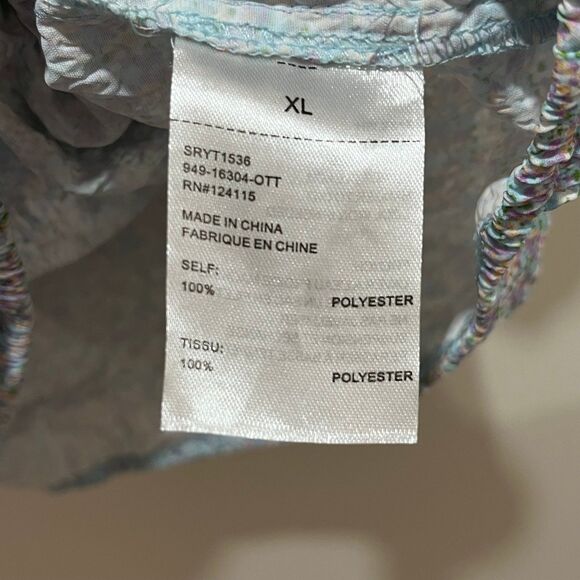 XL
SRYT1536
949-16304-OTT
RN#124115
MADE IN CHINA
FABRIQUE EN CHINE
SELF:
100% POLYESTER
TISSU:
100% POLYESTER